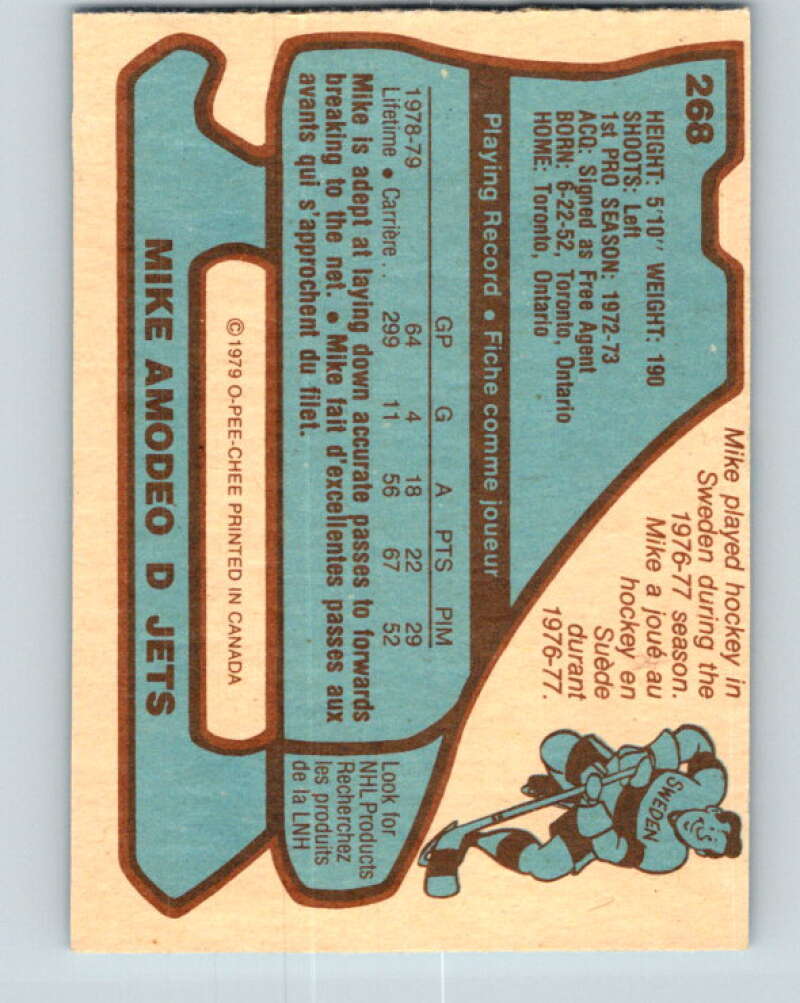 268
HEIGHT: 5'10" WEIGHT: 190
SHOOTS: Left
1st PRO SEASON: 1972-73
ACQ: Signed as Free Agent
BORN: 6-22-52, Toronto, Ontario
HOME: Toronto, Ontario
Mike played hockey in
Sweden during the
1976-77 season.
Mike a joué au
hockey en
Suède
durant
1976-77.
SWEDEN
Playing Record • Fiche comme joueur
GP G A PTS PIM
1978-79 64 4 18 22 29
Lifetime • Carrière .. 299 11 56 67 52
Mike is adept at laying down accurate passes to forwards
breaking to the net. • Mike fait d'excellentes passes aux
avants qui s'approchent du filet.
Look for
NHL Products
Recherchez
les produits
de la LNH
©1979 O-PEE-CHEE PRINTED IN CANADA
MIKE AMODEO D JETS